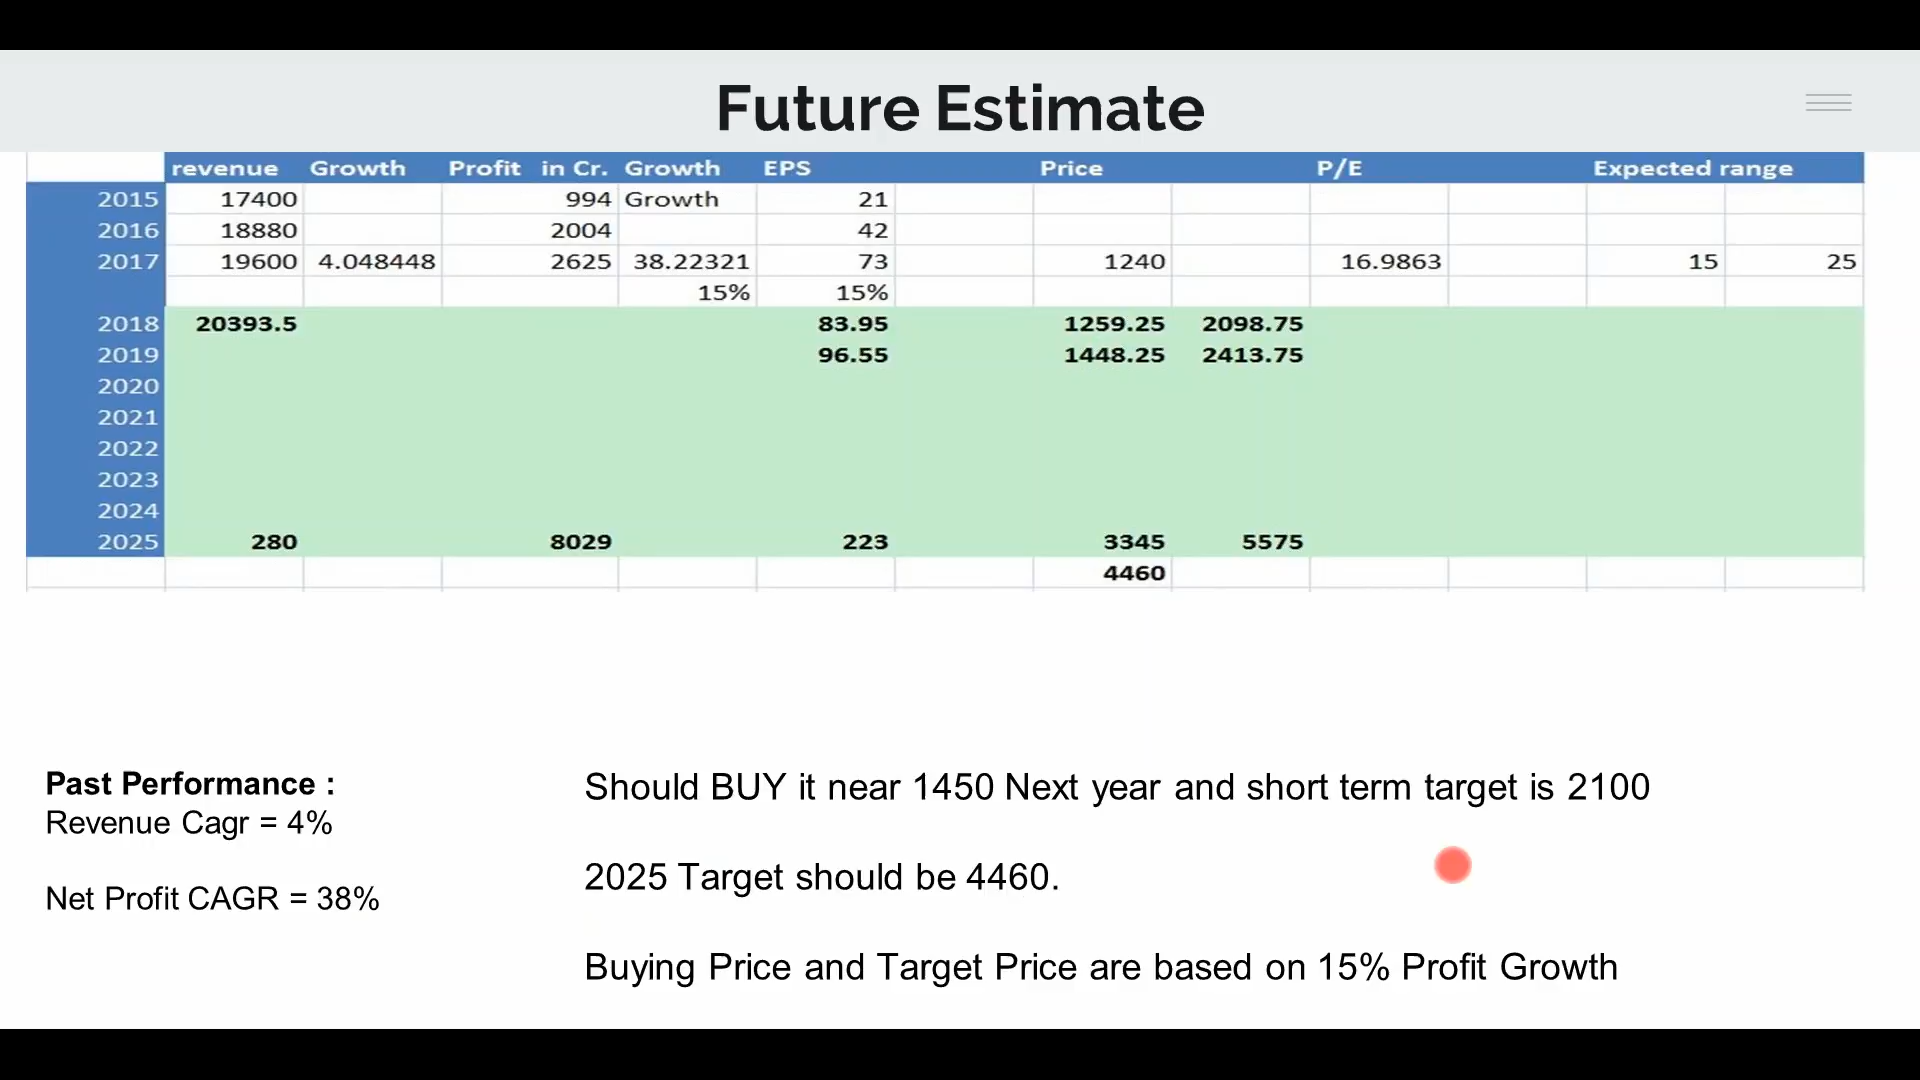 Future Estimate
revenue Growth Profit in Cr. Growth EPS Price P/E Expected range
2015 17400 994 Growth 21
2016 18880 2004 42
2017 19600 4.048448 2625 38.22321 73 1240 16.9863 15 25
15% 15%
2018 20393.5 83.95 1259.25 2098.75
2019 96.55 1448.25 2413.75
2020
2021
2022
2023
2024
2025 280 8029 223 3345 5575
4460
Past Performance :
Revenue Cagr = 4%
Net Profit CAGR = 38%
Should BUY it near 1450 Next year and short term target is 2100
2025 Target should be 4460.
Buying Price and Target Price are based on 15% Profit Growth